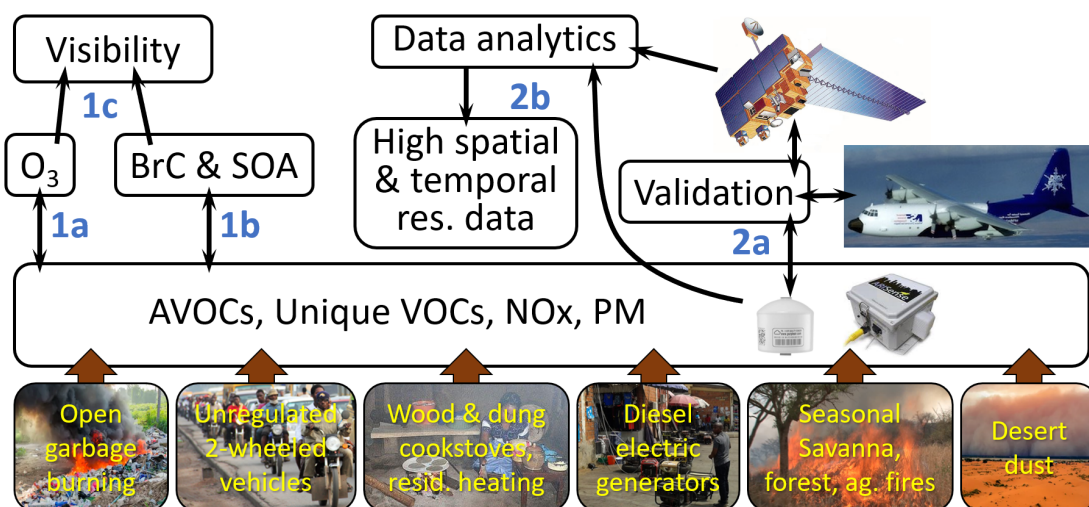 Visibility
Data analytics
1c
2b
O₃
BrC & SOA
High spatial
& temporal
res. data
Validation
1a
1b
2a
AVOCs, Unique VOCs, NOx, PM
Open
garbage
burning
Unregulated
2-wheeled
vehicles
Wood & dung
cookstoves,
resid. heating
Diesel
electric
generators
Seasonal
Savanna,
forest, ag. fires
Desert
dust